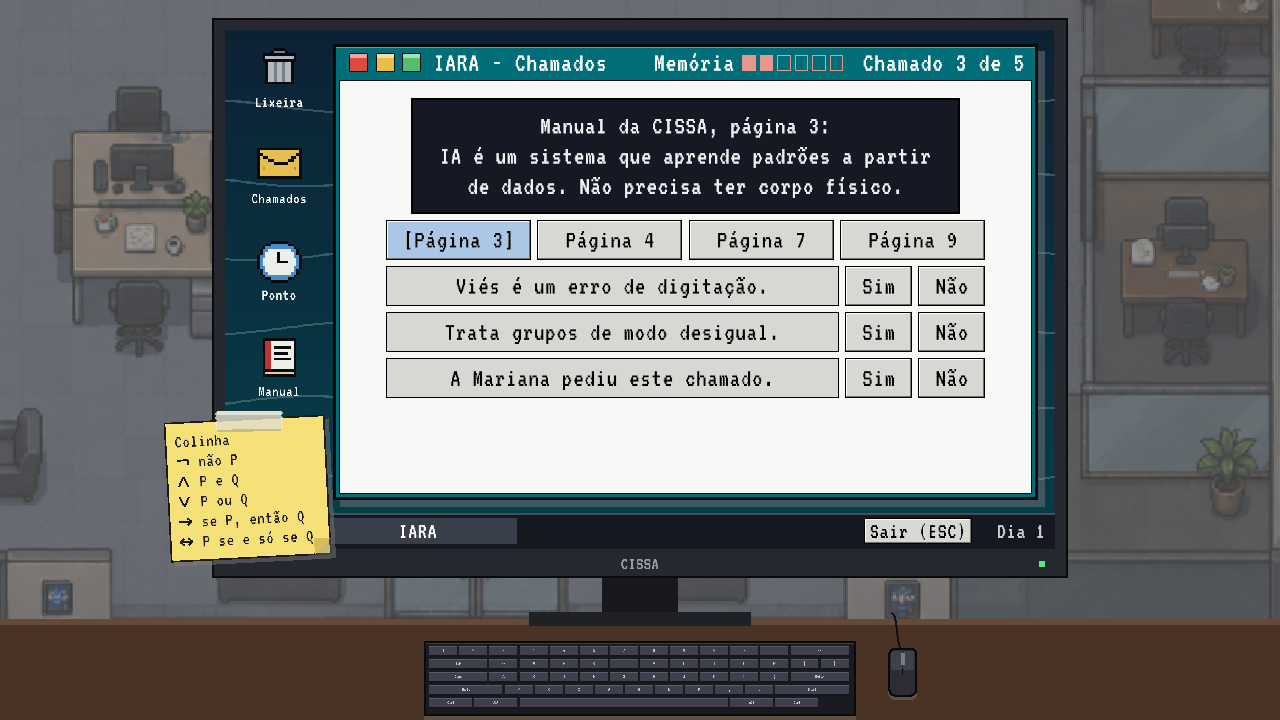 IARA - Chamados
Memória
Chamado 3 de 5
Lixeira
Chamados
Ponto
Manual
Manual da CISSA, página 3:
IA é um sistema que aprende padrões a partir
de dados. Não precisa ter corpo físico.
[Página 3]
Página 4
Página 7
Página 9
Viés é um erro de digitação.
Sim
Não
Trata grupos de modo desigual.
Sim
Não
A Mariana pediu este chamado.
Sim
Não
Colinha
¬ não P
∧ P e Q
∨ P ou Q
→ se P, então Q
↔ P se e só se Q
IARA
Sair (ESC)
Dia 1
CISSA